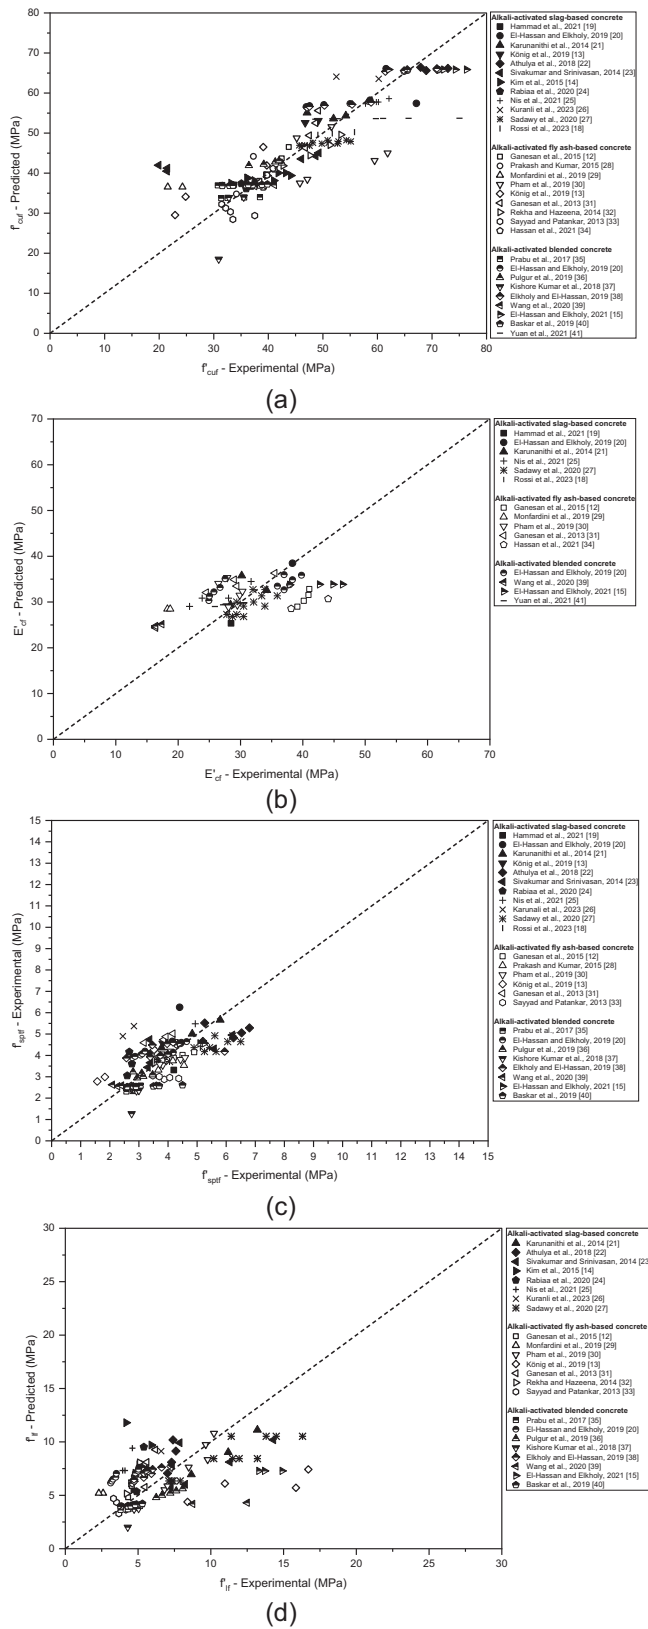 80
70
60
50
40
30
20
10
0
0 10 20 30 40 50 60 70 80
f'cuf - Predicted (MPa)
f'cuf - Experimental (MPa)
Alkali-activated slag-based concrete
Hammad et al., 2021 [19]
El-Hassan and Elkholy, 2019 [20]
Karunanithi et al., 2014 [21]
König et al., 2019 [13]
Athulya et al., 2018 [22]
Sivakumar and Srinivasan, 2014 [23]
Kim et al., 2015 [14]
Rabiaa et al., 2020 [24]
Nis et al., 2021 [25]
Kuranli et al., 2023 [26]
Sadawy et al., 2020 [27]
Rossi et al., 2023 [18]
Alkali-activated fly ash-based concrete
Ganesan et al., 2015 [12]
Prakash and Kumar, 2015 [28]
Monfardini et al., 2019 [29]
Pham et al., 2019 [30]
König et al., 2019 [13]
Ganesan et al., 2013 [31]
Rekha and Hazeena, 2014 [32]
Sayyad and Patankar, 2013 [33]
Hassan et al., 2021 [34]
Alkali-activated blended concrete
Prabu et al., 2017 [35]
El-Hassan and Elkholy, 2019 [20]
Pulgur et al., 2019 [36]
Kishore Kumar et al., 2018 [37]
Elkholy and El-Hassan, 2019 [38]
Wang et al., 2020 [39]
El-Hassan and Elkholy, 2021 [15]
Baskar et al., 2019 [40]
Yuan et al., 2021 [41]
(a)
70
60
50
40
30
20
10
0
0 10 20 30 40 50 60 70
E'cf - Predicted (MPa)
E'cf - Experimental (MPa)
Alkali-activated slag-based concrete
Hammad et al., 2021 [19]
El-Hassan and Elkholy, 2019 [20]
Karunanithi et al., 2014 [21]
Nis et al., 2021 [25]
Sadawy et al., 2020 [27]
Rossi et al., 2023 [18]
Alkali-activated fly ash-based concrete
Ganesan et al., 2015 [12]
Monfardini et al., 2019 [29]
Pham et al., 2019 [30]
Ganesan et al., 2013 [31]
Hassan et al., 2021 [34]
Alkali-activated blended concrete
El-Hassan and Elkholy, 2019 [20]
Wang et al., 2020 [39]
El-Hassan and Elkholy, 2021 [15]
Yuan et al., 2021 [41]
(b)
15
14
13
12
11
10
9
8
7
6
5
4
3
2
1
0
0 1 2 3 4 5 6 7 8 9 10 11 12 13 14 15
f'sptf - Experimental (MPa)
f'sptf - Experimental (MPa)
Alkali-activated slag-based concrete
Hammad et al., 2021 [19]
El-Hassan and Elkholy, 2019 [20]
Karunanithi et al., 2014 [21]
König et al., 2019 [13]
Athulya et al., 2018 [22]
Sivakumar and Srinivasan, 2014 [23]
Rabiaa et al., 2020 [24]
Nis et al., 2021 [25]
Karunali et al., 2023 [26]
Sadawy et al., 2020 [27]
Rossi et al., 2023 [18]
Alkali-activated fly ash-based concrete
Ganesan et al., 2015 [12]
Prakash and Kumar, 2015 [28]
Pham et al., 2019 [30]
König et al., 2019 [13]
Ganesan et al., 2013 [31]
Sayyad and Patankar, 2013 [33]
Alkali-activated blended concrete
Prabu et al., 2017 [35]
El-Hassan and Elkholy, 2019 [20]
Pulgur et al., 2019 [36]
Kishore Kumar et al., 2018 [37]
Elkholy and El-Hassan, 2019 [38]
Wang et al., 2020 [39]
El-Hassan and Elkholy, 2021 [15]
Baskar et al., 2019 [40]
(c)
30
25
20
15
10
5
0
0 5 10 15 20 25 30
f'lf - Predicted (MPa)
f'lf - Experimental (MPa)
Alkali-activated slag-based concrete
Karunanithi et al., 2014 [21]
Athulya et al., 2018 [22]
Sivakumar and Srinivasan, 2014 [23
Kim et al., 2015 [14]
Rabiaa et al., 2020 [24]
Nis et al., 2021 [25]
Kuranli et al., 2023 [26]
Sadawy et al., 2020 [27]
Alkali-activated fly ash-based concrete
Ganesan et al., 2015 [12]
Monfardini et al., 2019 [29]
Pham et al., 2019 [30]
König et al., 2019 [13]
Ganesan et al., 2013 [31]
Rekha and Hazeena, 2014 [32]
Sayyad and Patankar, 2013 [33]
Alkali-activated blended concrete
Prabu et al., 2017 [35]
El-Hassan and Elkholy, 2019 [20]
Pulgur et al., 2019 [36]
Kishore Kumar et al., 2018 [37]
Elkholy and El-Hassan, 2019 [38]
Wang et al., 2020 [39]
El-Hassan and Elkholy, 2021 [15]
Baskar et al., 2019 [40]
(d)